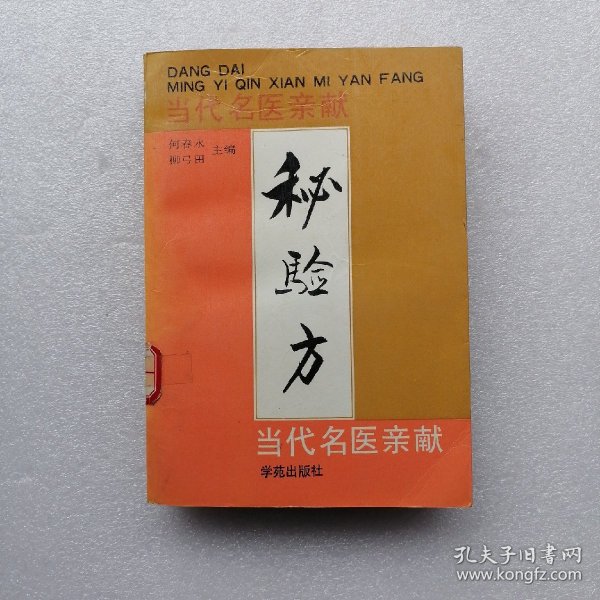 DANG DAI
MING YI QIN XIAN MI YAN FANG
当代名医亲献
何春水
柳弓田
主编
秘
验
方
当代名医亲献
学苑出版社
孔夫子旧书网
www.kongfz.com